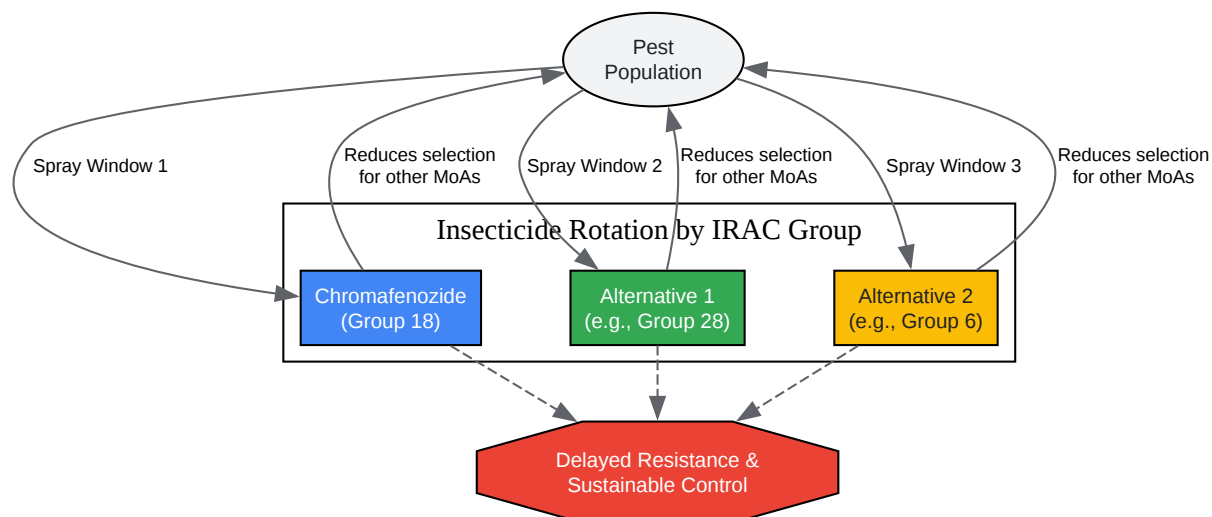 Pest
Population
Spray Window 1
Reduces selection
for other MoAs
Spray Window 2
Reduces selection
for other MoAs
Spray Window 3
Reduces selection
for other MoAs
Insecticide Rotation by IRAC Group
Chromafenozide
(Group 18)
Alternative 1
(e.g., Group 28)
Alternative 2
(e.g., Group 6)
Delayed Resistance &
Sustainable Control